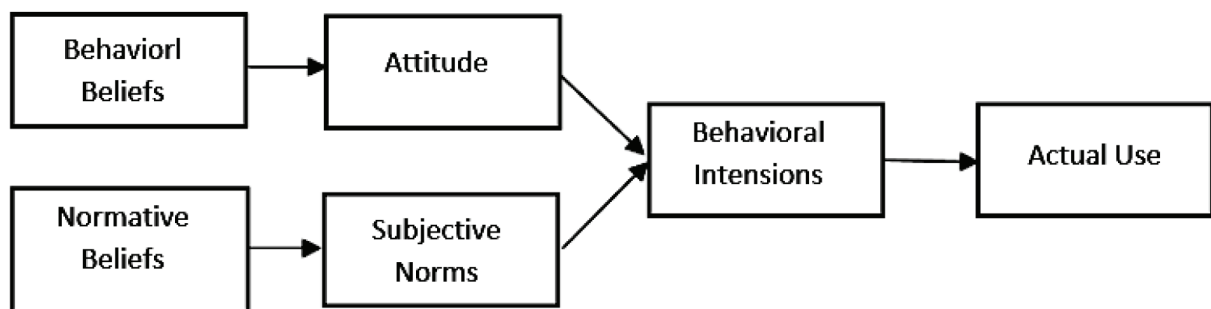 Behaviorl
Beliefs
Attitude
Behavioral
Intensions
Actual Use
Normative
Beliefs
Subjective
Norms